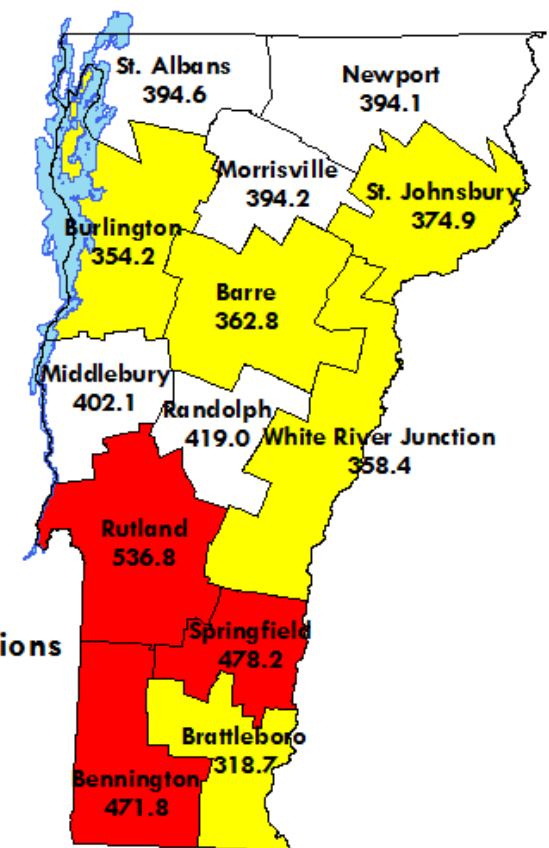 St. Albans
394.6
Newport
394.1
Morrisville
394.2
St. Johnsbury
374.9
Burlington
354.2
Barre
362.8
Middlebury
402.1
Randolph
419.0
White River Junction
358.4
Rutland
536.8
Springfield
478.2
ions
Brattleboro
318.7
Bennington
471.8